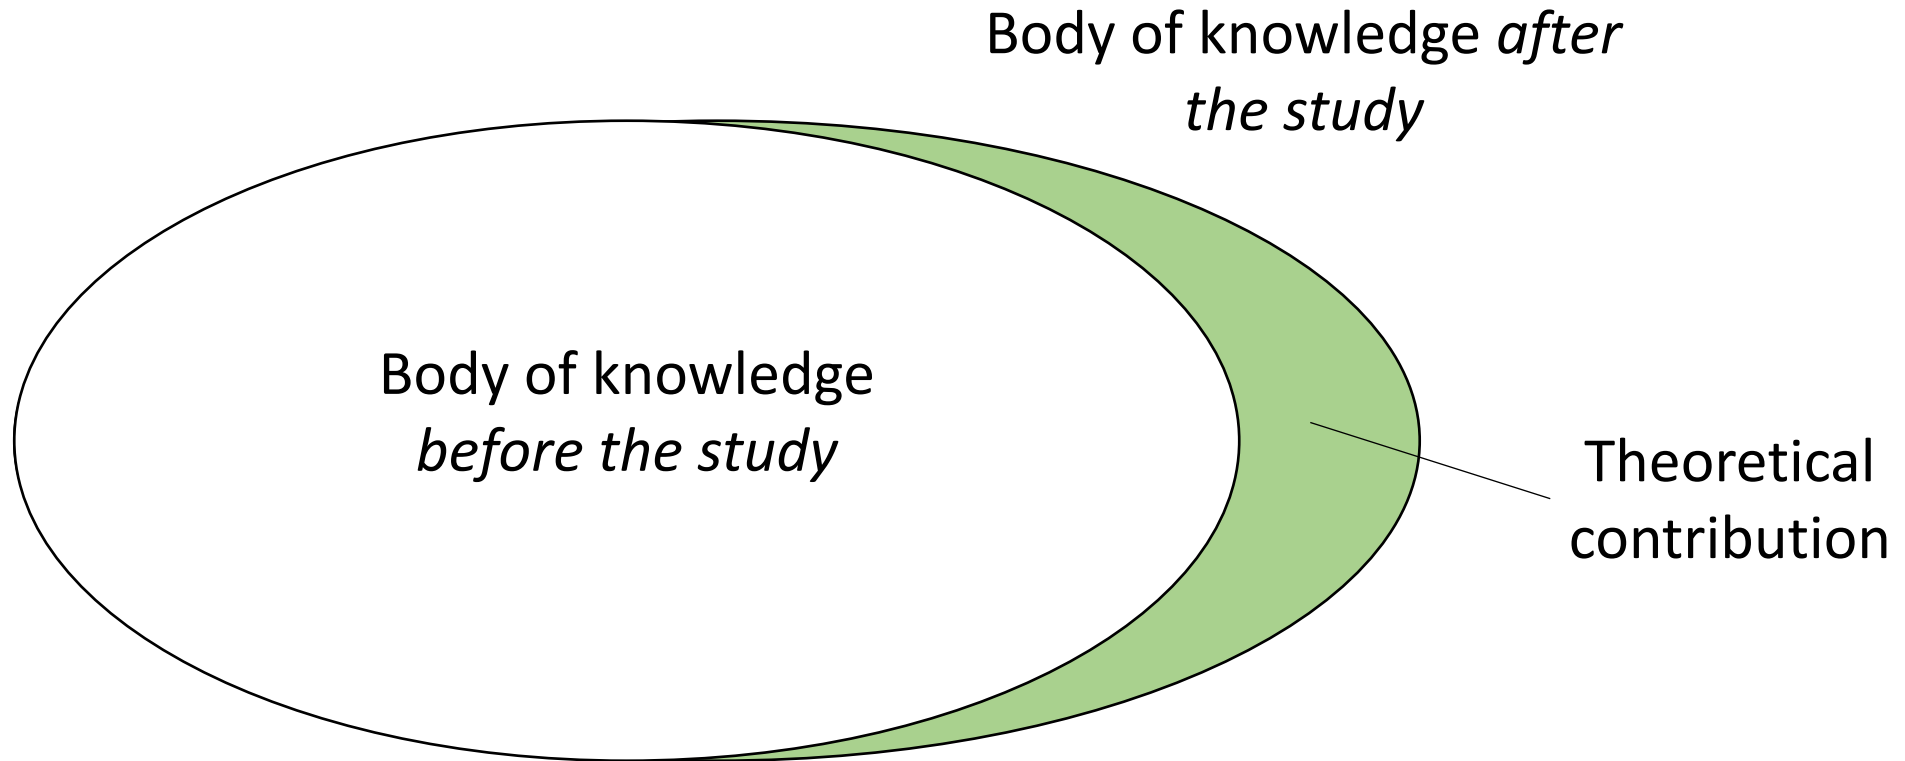 Body of knowledge after
the study
Body of knowledge
before the study
Theoretical
contribution